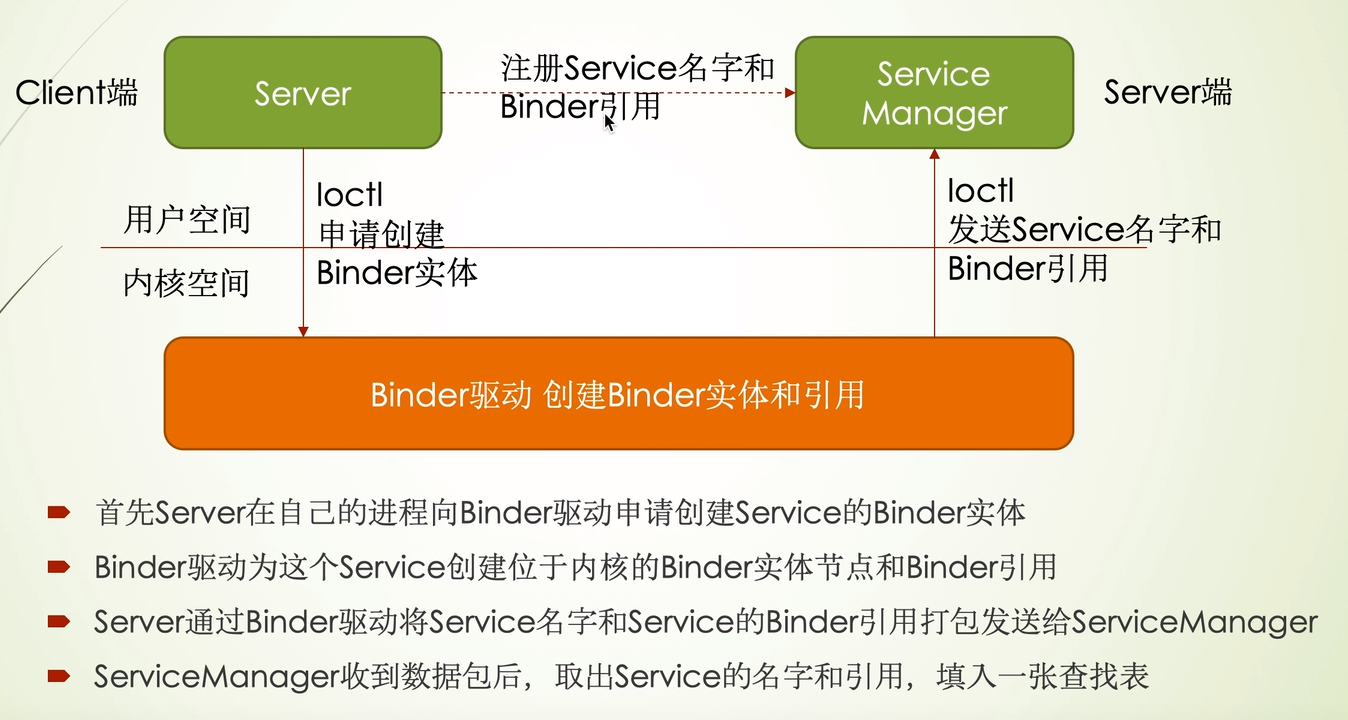 Client端
Server
注册Service名字和
Binder引用
Service
Manager
Server端
用户空间
内核空间
Ioctl
申请创建
Binder实体
Ioctl
发送Service名字和
Binder引用
Binder驱动 创建Binder实体和引用
首先Server在自己的进程向Binder驱动申请创建Service的Binder实体
Binder驱动为这个Service创建位于内核的Binder实体节点和Binder引用
Server通过Binder驱动将Service名字和Service的Binder引用打包发送给ServiceManager
ServiceManager收到数据包后，取出Service的名字和引用，填入一张查找表